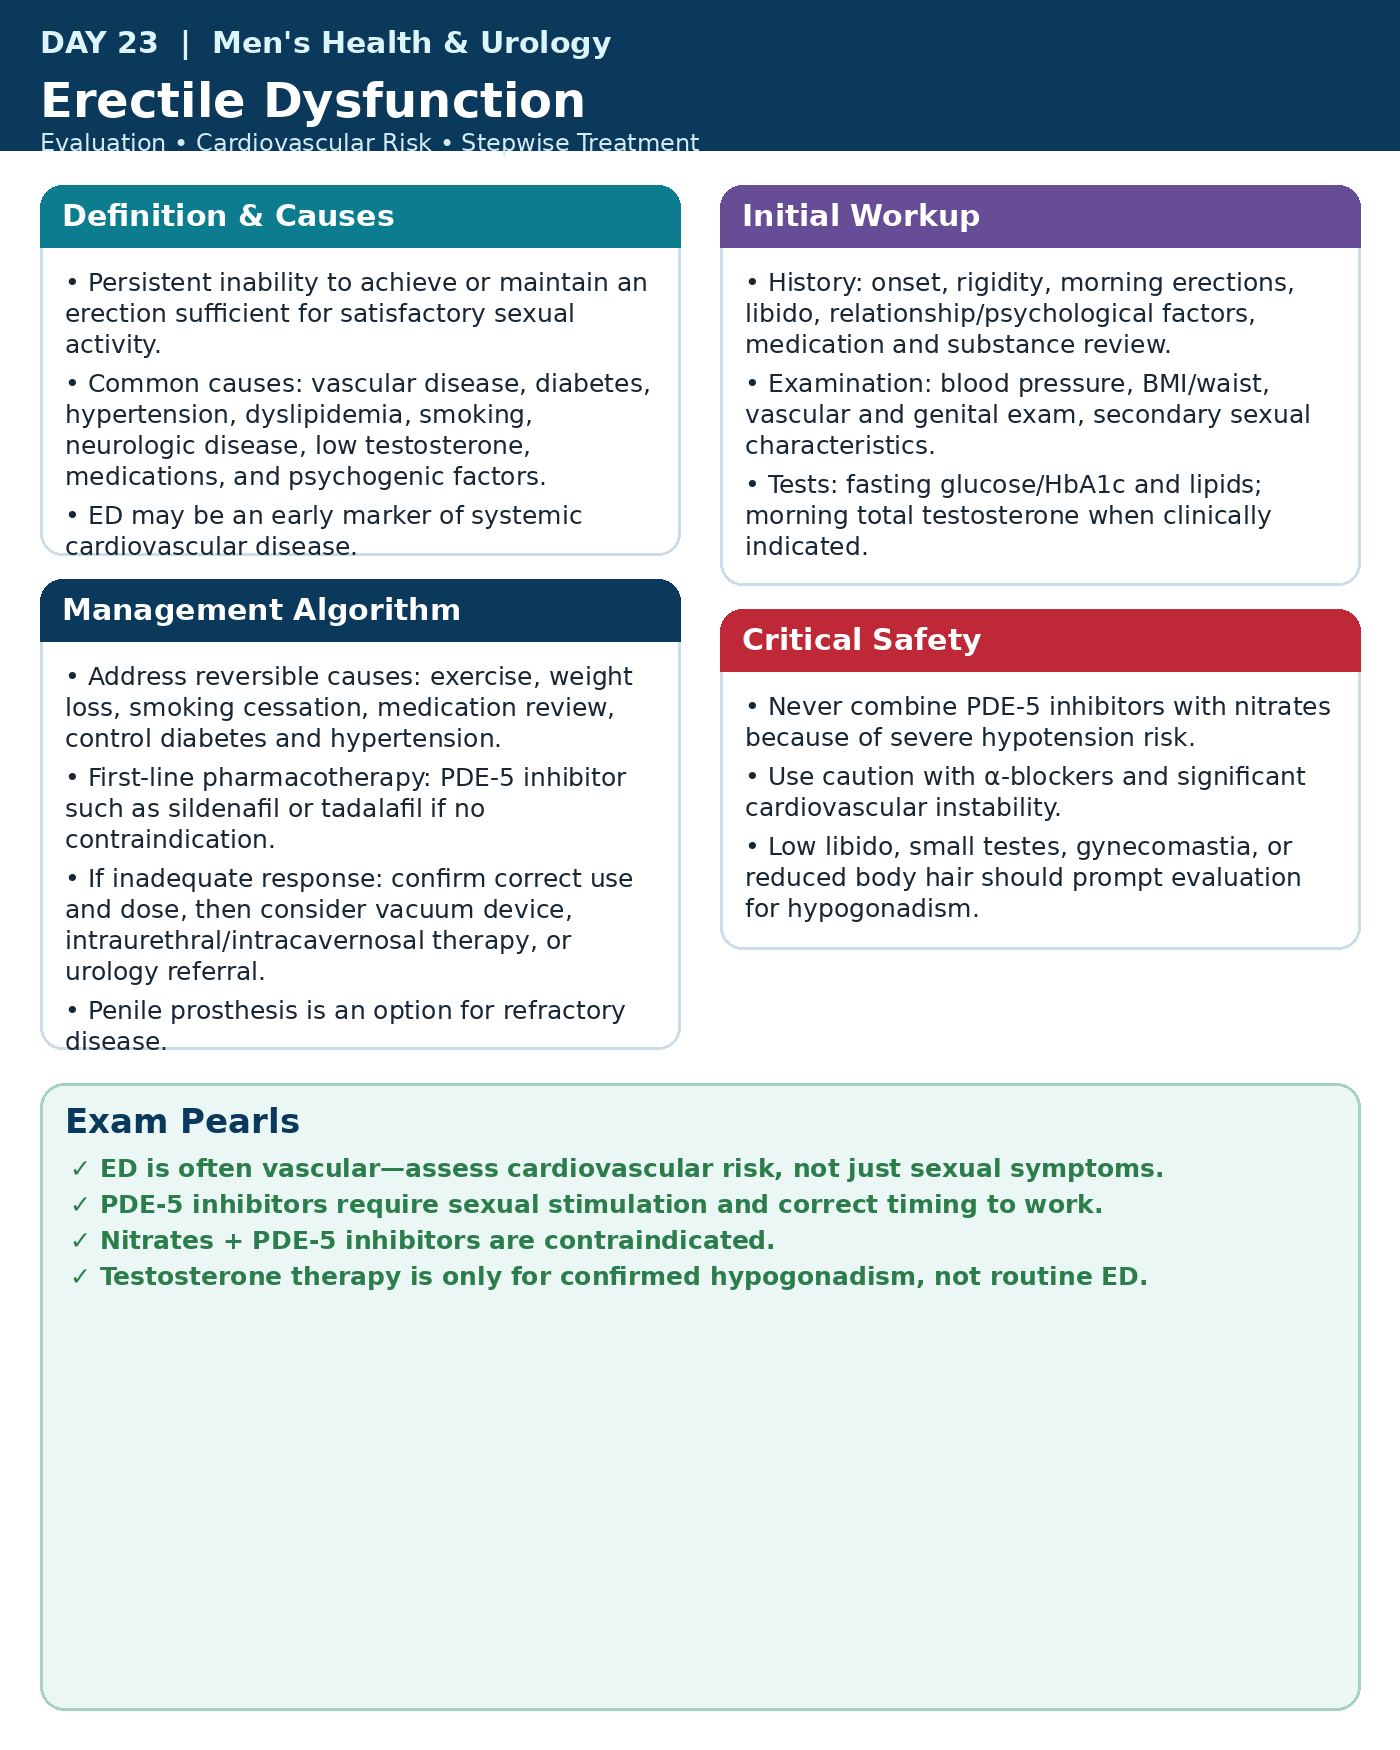 DAY 23 | Men's Health & Urology
Erectile Dysfunction
Evaluation • Cardiovascular Risk • Stepwise Treatment
Definition & Causes
• Persistent inability to achieve or maintain an
erection sufficient for satisfactory sexual
activity.
• Common causes: vascular disease, diabetes,
hypertension, dyslipidemia, smoking,
neurologic disease, low testosterone,
medications, and psychogenic factors.
• ED may be an early marker of systemic
cardiovascular disease.
Initial Workup
• History: onset, rigidity, morning erections,
libido, relationship/psychological factors,
medication and substance review.
• Examination: blood pressure, BMI/waist,
vascular and genital exam, secondary sexual
characteristics.
• Tests: fasting glucose/HbA1c and lipids;
morning total testosterone when clinically
indicated.
Management Algorithm
• Address reversible causes: exercise, weight
loss, smoking cessation, medication review,
control diabetes and hypertension.
• First-line pharmacotherapy: PDE-5 inhibitor
such as sildenafil or tadalafil if no
contraindication.
• If inadequate response: confirm correct use
and dose, then consider vacuum device,
intraurethral/intracavernosal therapy, or
urology referral.
• Penile prosthesis is an option for refractory
disease.
Critical Safety
• Never combine PDE-5 inhibitors with nitrates
because of severe hypotension risk.
• Use caution with α-blockers and significant
cardiovascular instability.
• Low libido, small testes, gynecomastia, or
reduced body hair should prompt evaluation
for hypogonadism.
Exam Pearls
✓ ED is often vascular—assess cardiovascular risk, not just sexual symptoms.
✓ PDE-5 inhibitors require sexual stimulation and correct timing to work.
✓ Nitrates + PDE-5 inhibitors are contraindicated.
✓ Testosterone therapy is only for confirmed hypogonadism, not routine ED.